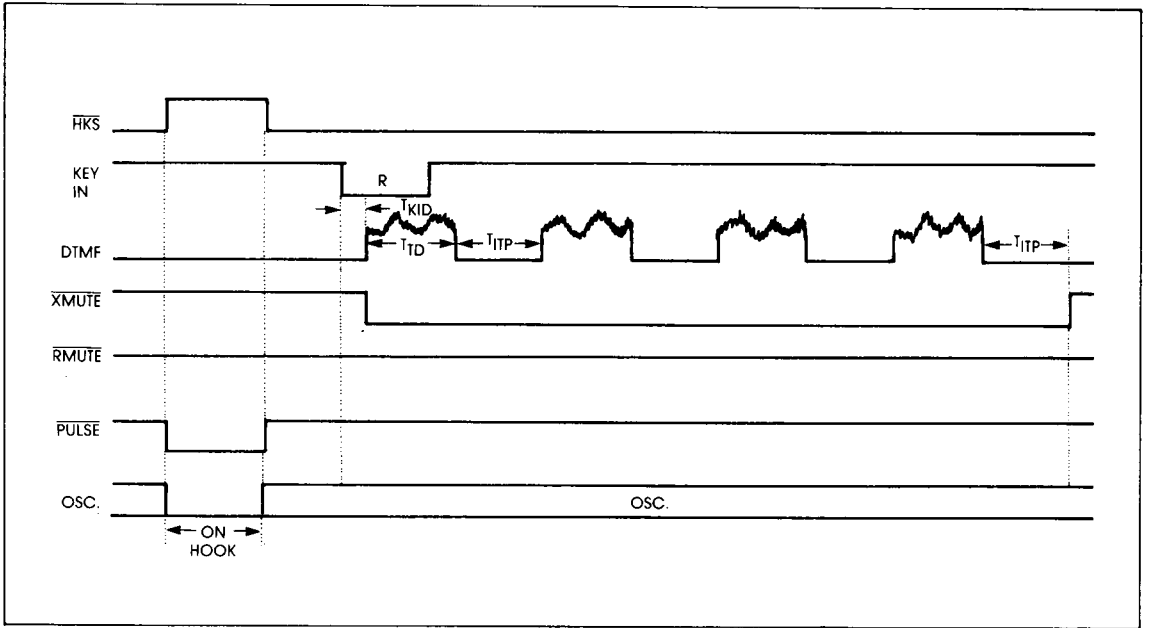 HKS
KEY
IN
R
TKID
DTMF
TTD
TITP
TITP
XMUTE
RMUTE
PULSE
OSC.
OSC.
ON
HOOK